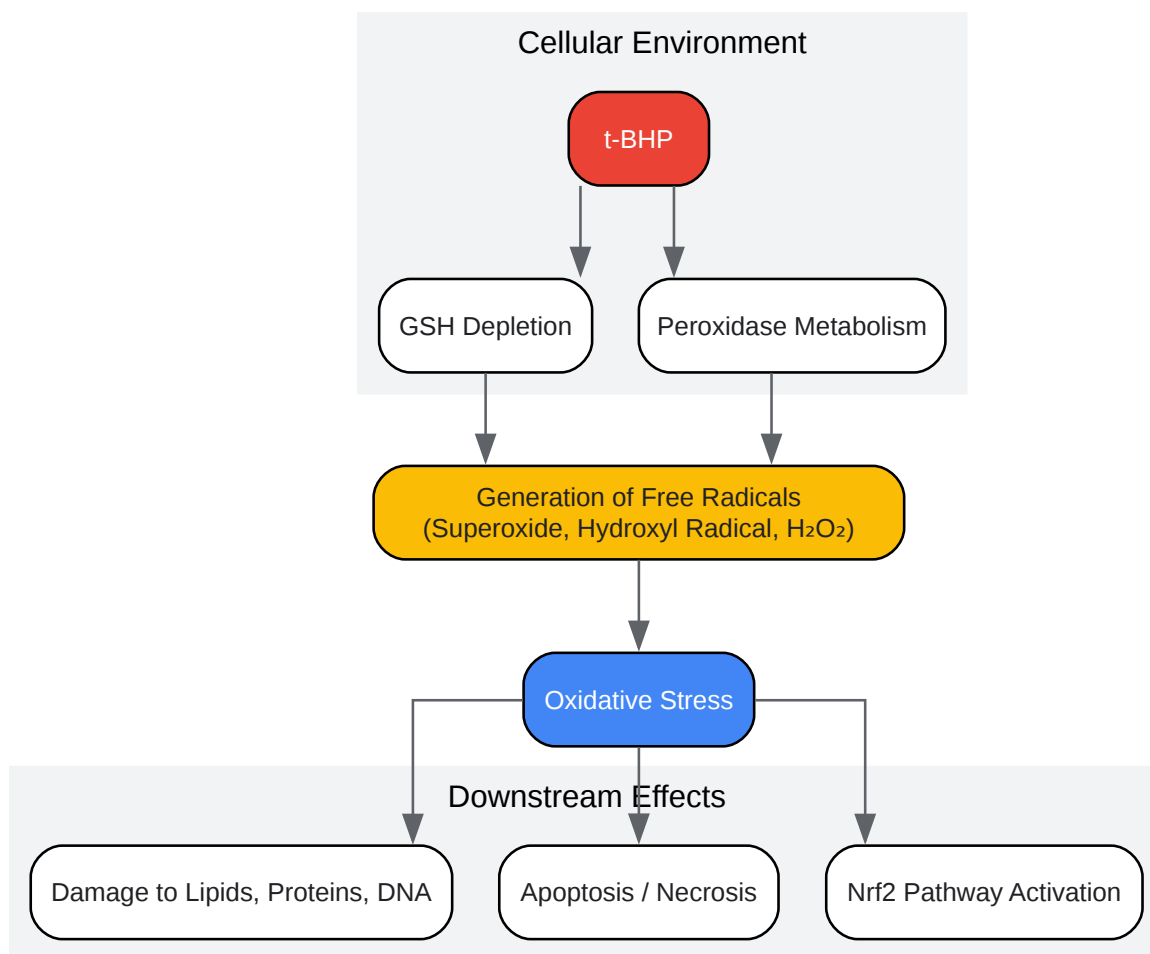 Cellular Environment
t-BHP
GSH Depletion
Peroxidase Metabolism
Generation of Free Radicals
(Superoxide, Hydroxyl Radical, H₂O₂)
Oxidative Stress
Downstream Effects
Damage to Lipids, Proteins, DNA
Apoptosis / Necrosis
Nrf2 Pathway Activation